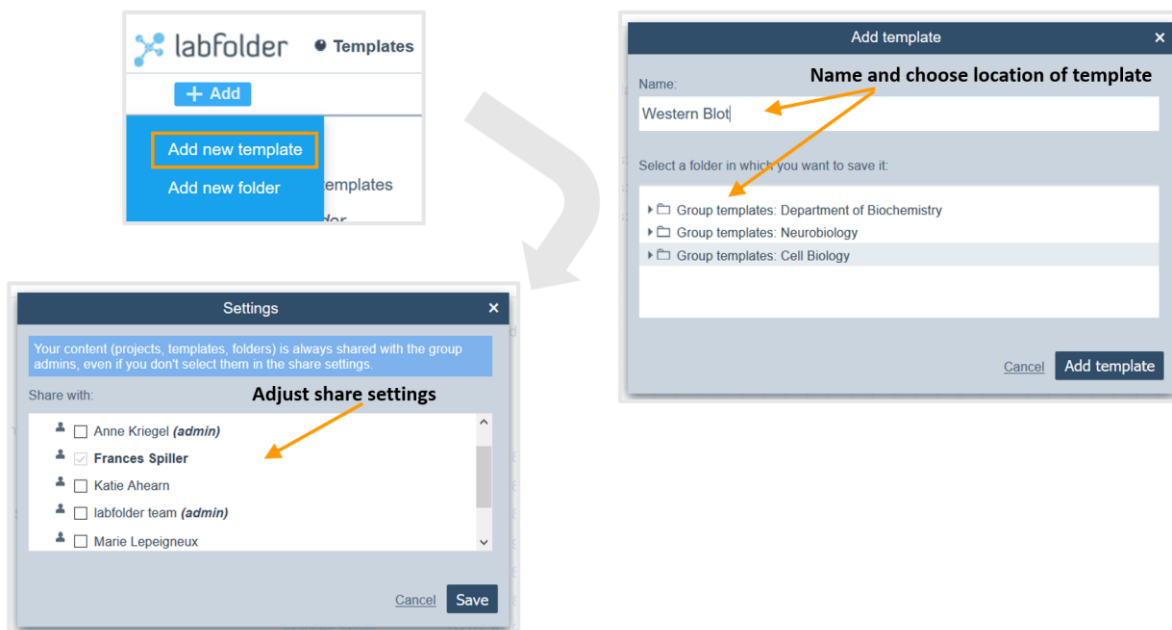 labfolder
Templates
+ Add
Add new template
Add new folder
templates
Add template
×
Name and choose location of template
Name:
Western Blot
Select a folder in which you want to save it:
Group templates: Department of Biochemistry
Group templates: Neurobiology
Group templates: Cell Biology
Cancel
Add template
Settings
×
Your content (projects, templates, folders) is always shared with the group
admins, even if you don't select them in the share settings.
Share with:
Adjust share settings
Anne Kriegel (admin)
Frances Spiller
Katie Ahearn
labfolder team (admin)
Marie Lepeigneux
Cancel
Save